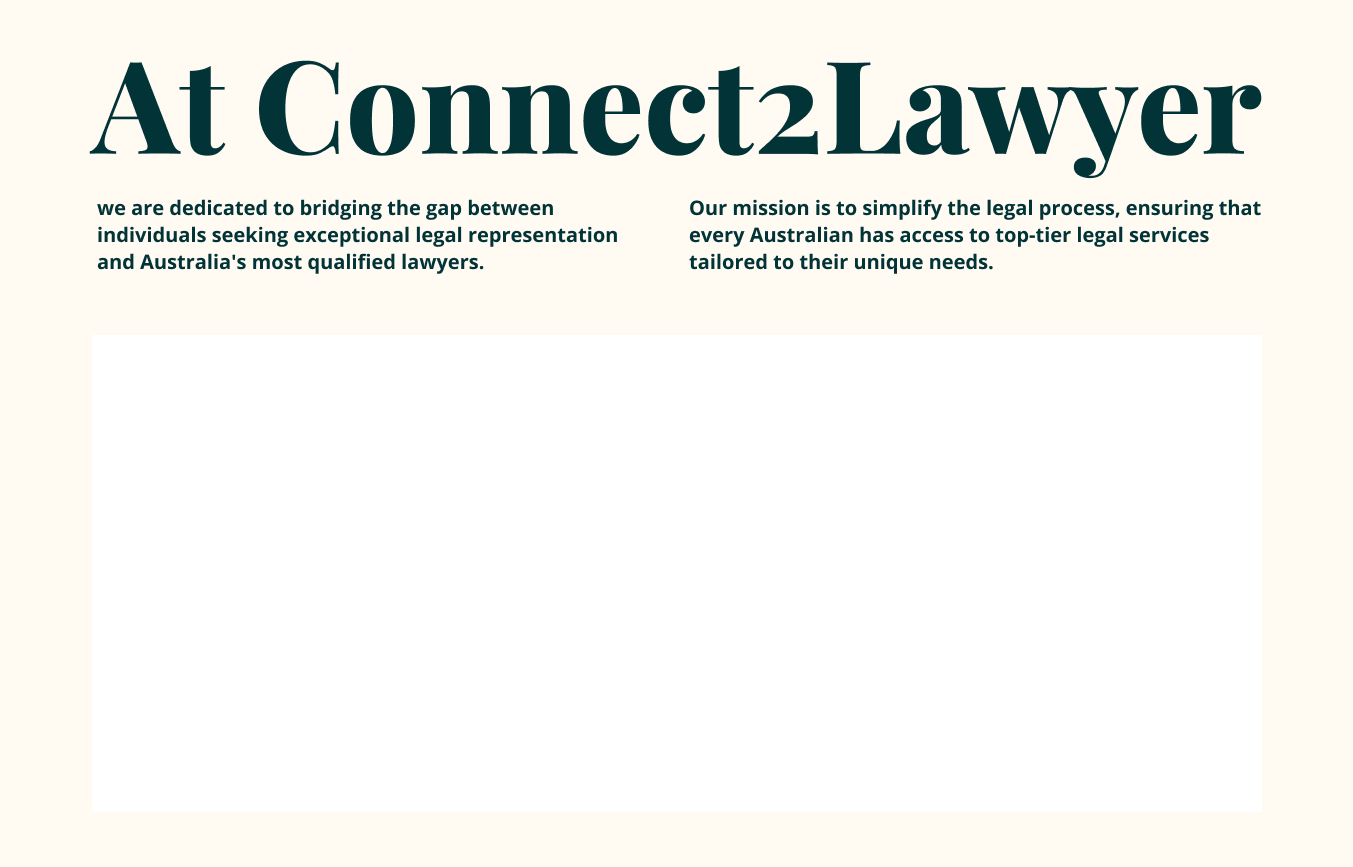 At Connect2Lawyer
we are dedicated to bridging the gap between
individuals seeking exceptional legal representation
and Australia's most qualified lawyers.
Our mission is to simplify the legal process, ensuring that
every Australian has access to top-tier legal services
tailored to their unique needs.